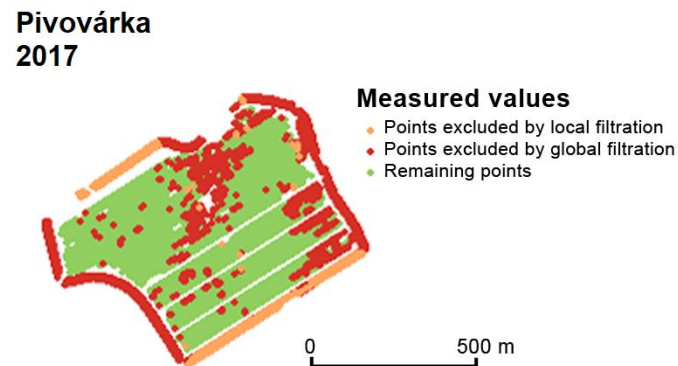 Pivovárka
2017
Measured values
Points excluded by local filtration
Points excluded by global filtration
Remaining points
0 500 m